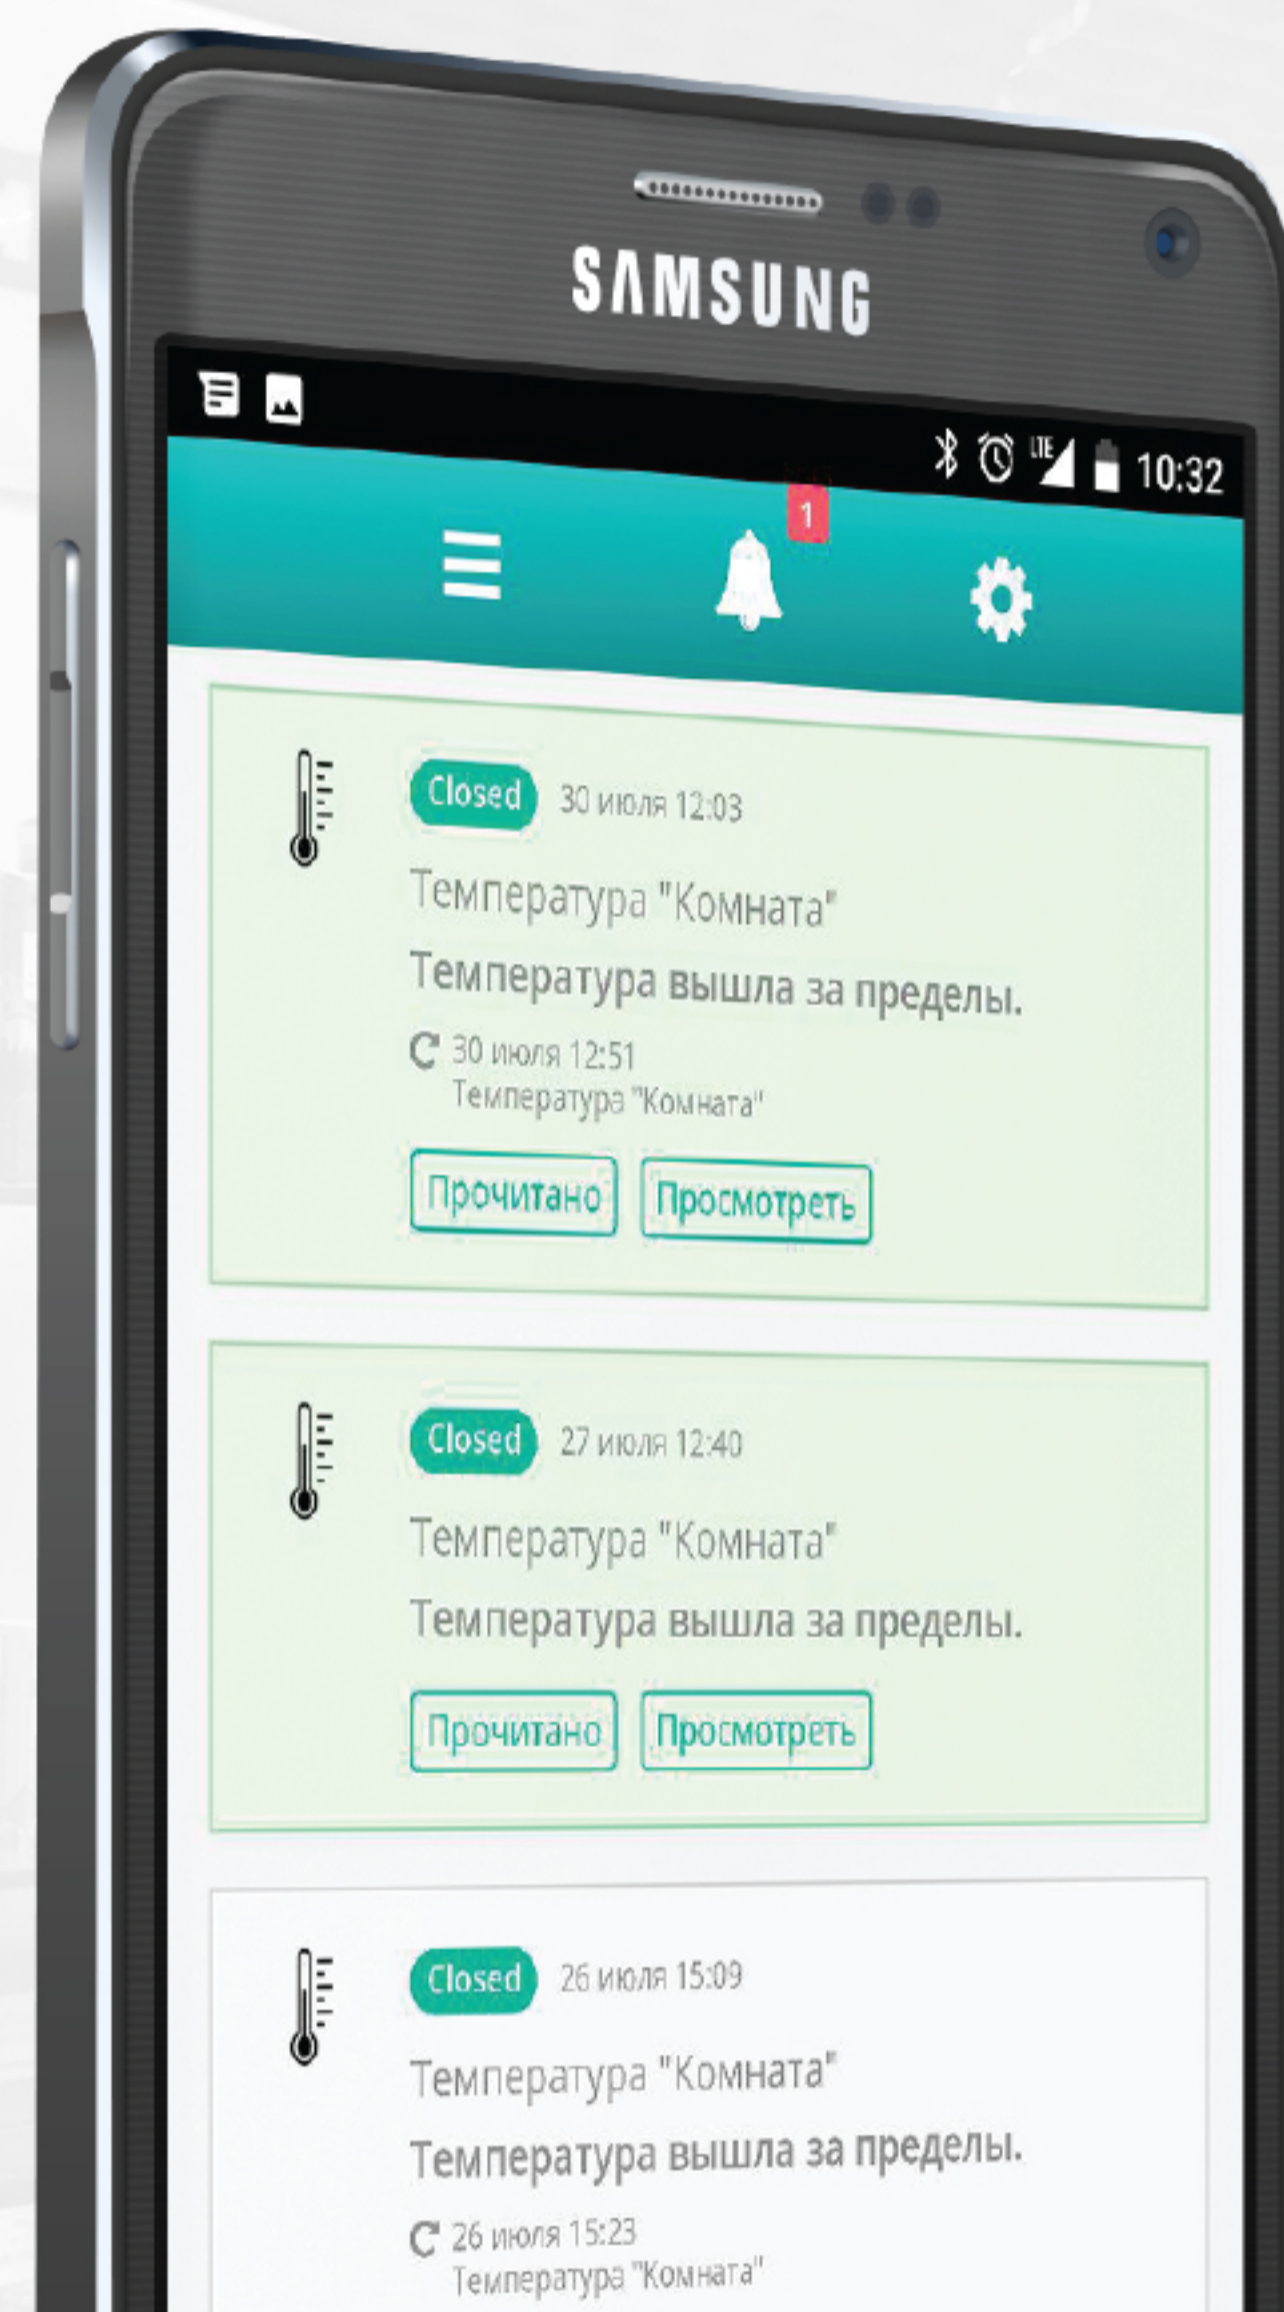 SAMSUNG
LTE 10:32
1
Closed 30 июля 12:03
Температура "Комната"
Температура вышла за пределы.
30 июля 12:51
Температура "Комната"
Прочитано Просмотреть
Closed 27 июля 12:40
Температура "Комната"
Температура вышла за пределы.
Прочитано Просмотреть
Closed 26 июля 15:09
Температура "Комната"
Температура вышла за пределы.
26 июля 15:23
Температура "Комната"